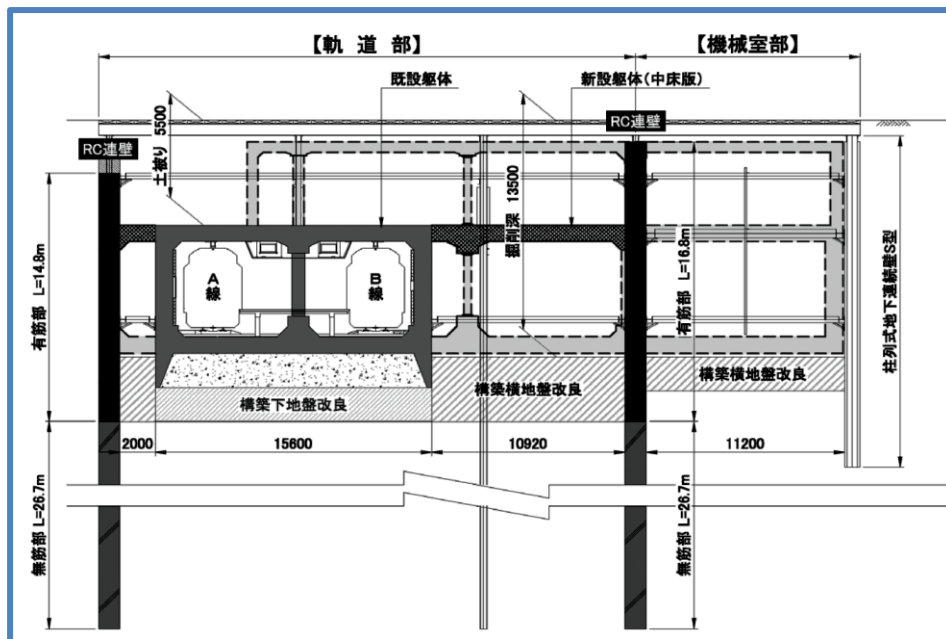 【軌 道 部】
【機械室部】
既設躯体
新設躯体(中床版)
RC連壁
RC連壁
土被り 5500
掘削深 13500
有筋部 L=14.8m
有筋部 L=16.8m
柱列式地下連続壁S型
A線
B線
構築下地盤改良
構築横地盤改良
構築横地盤改良
2000
15600
10920
11200
無筋部 L=26.7m
無筋部 L=26.7m